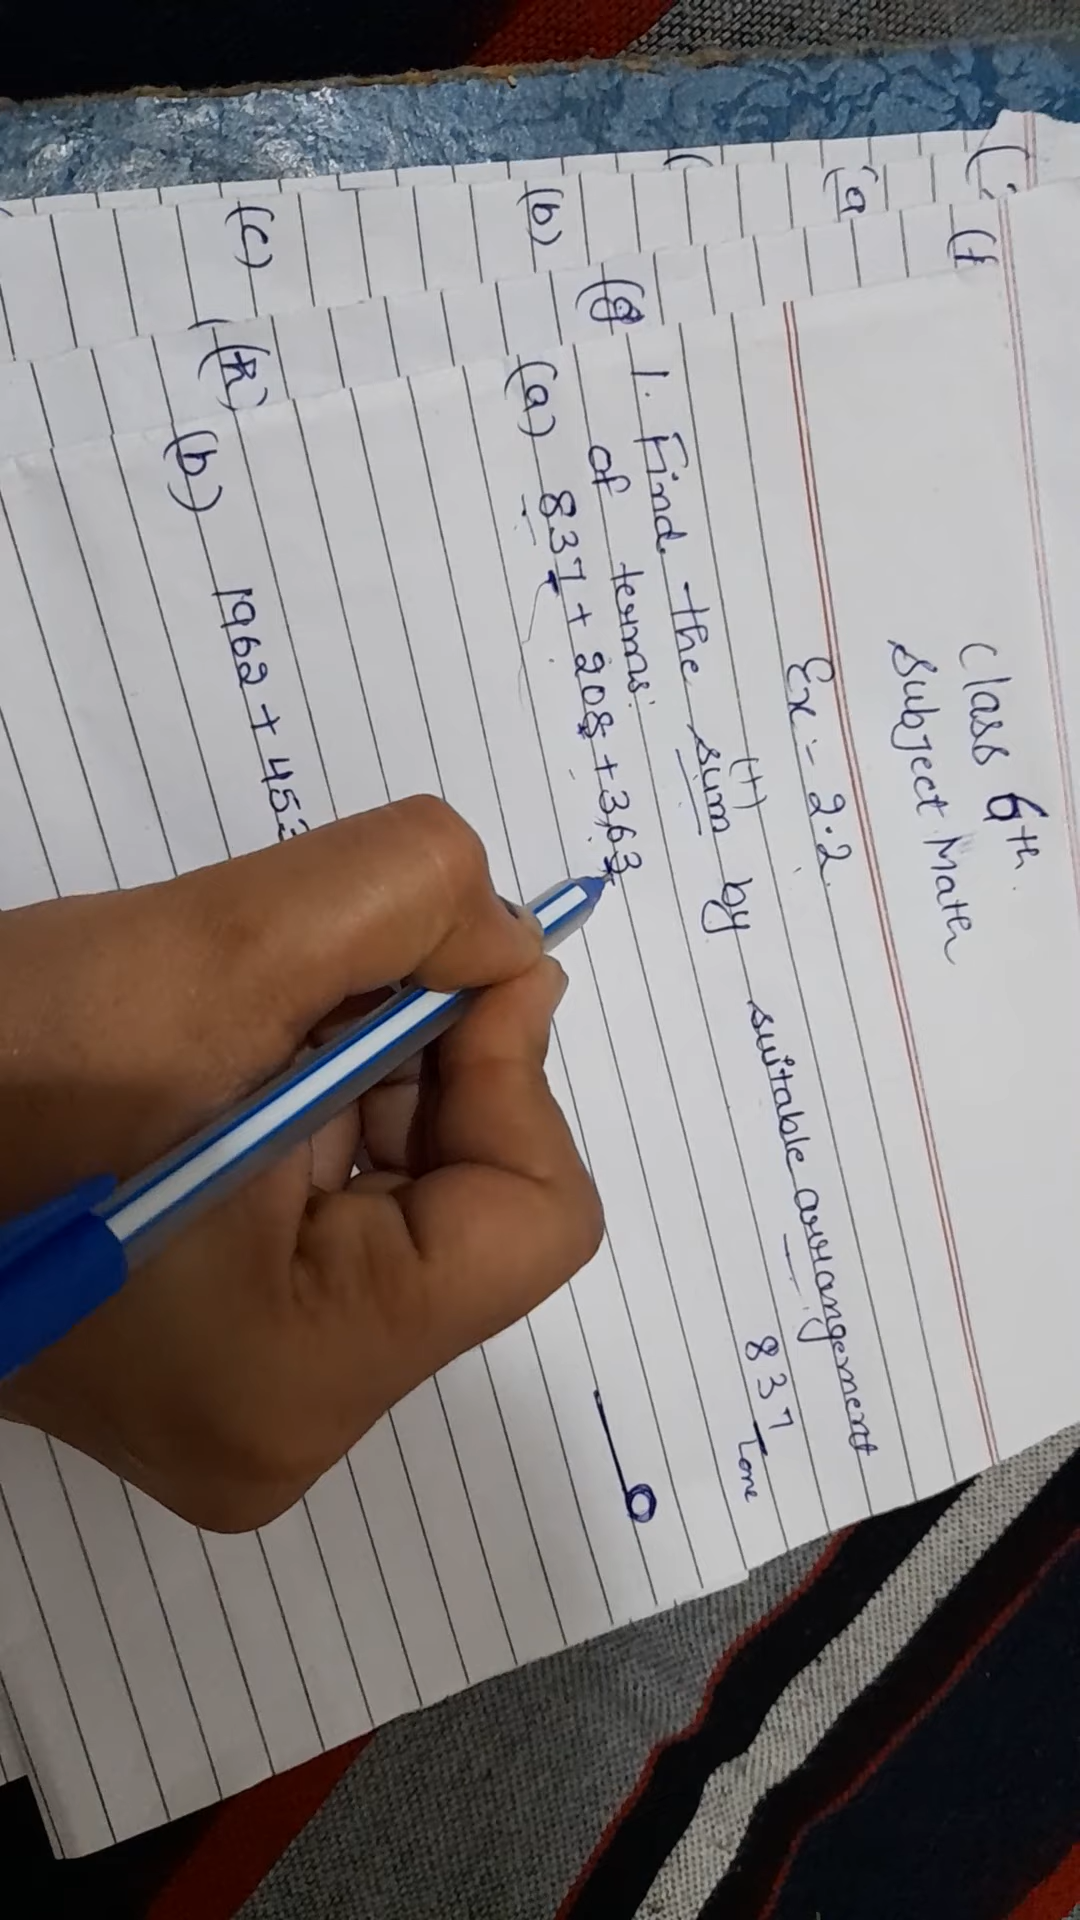 Class 6th.
Subject Math
Ex :- 2.2.
(+)
1. Find the sum by suitable arrangement
of terms:
837
Tone
(a) 837 + 208 + 363
(b) 1962 + 453
(a
(b)
(c)
(f
(g)
(h)